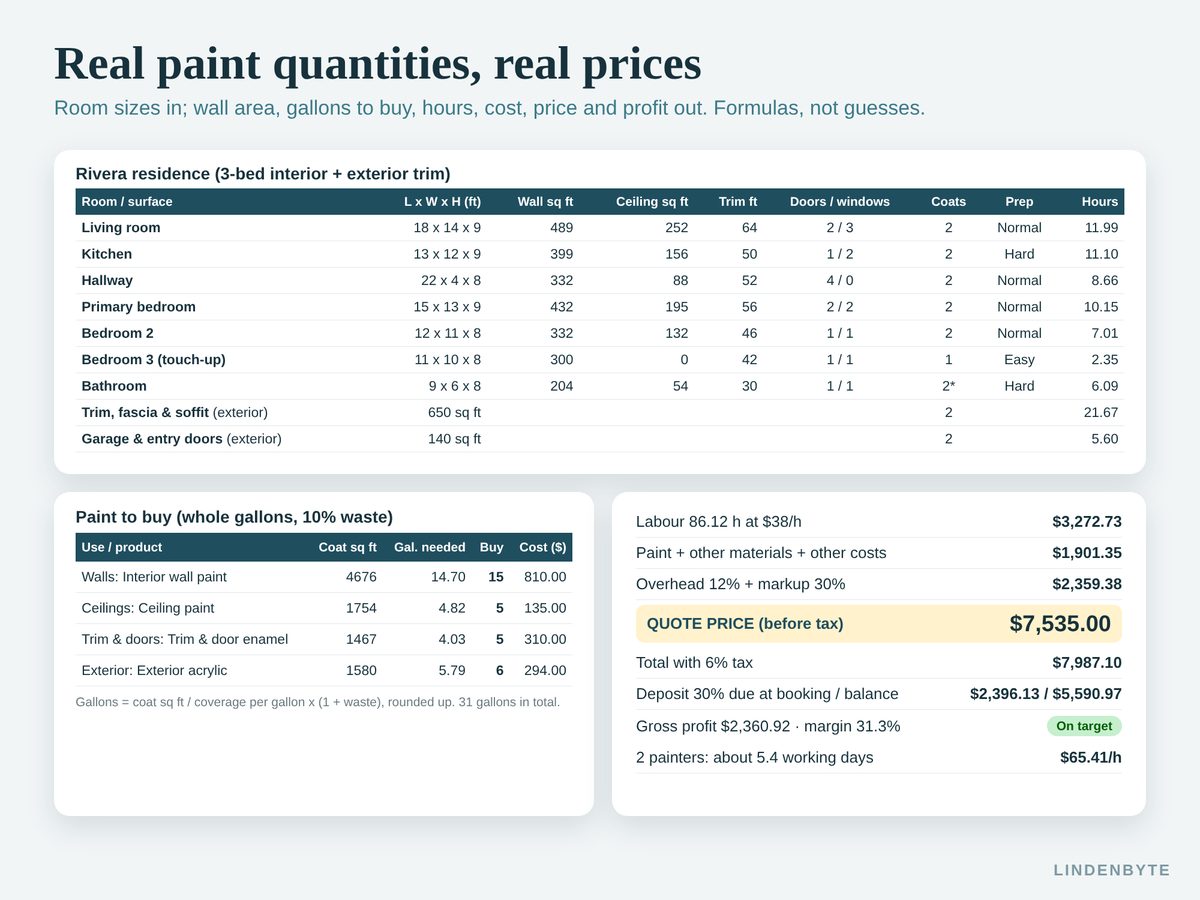 Real paint quantities, real prices
Room sizes in; wall area, gallons to buy, hours, cost, price and profit out. Formulas, not guesses.
Rivera residence (3-bed interior + exterior trim)
Room / surface L x W x H (ft) Wall sq ft Ceiling sq ft Trim ft Doors / windows Coats Prep Hours
Living room 18 x 14 x 9 489 252 64 2 / 3 2 Normal 11.99
Kitchen 13 x 12 x 9 399 156 50 1 / 2 2 Hard 11.10
Hallway 22 x 4 x 8 332 88 52 4 / 0 2 Normal 8.66
Primary bedroom 15 x 13 x 9 432 195 56 2 / 2 2 Normal 10.15
Bedroom 2 12 x 11 x 8 332 132 46 1 / 1 2 Normal 7.01
Bedroom 3 (touch-up) 11 x 10 x 8 300 0 42 1 / 1 1 Easy 2.35
Bathroom 9 x 6 x 8 204 54 30 1 / 1 2* Hard 6.09
Trim, fascia & soffit (exterior) 650 sq ft 2 21.67
Garage & entry doors (exterior) 140 sq ft 2 5.60
Paint to buy (whole gallons, 10% waste)
Use / product Coat sq ft Gal. needed Buy Cost ($)
Walls: Interior wall paint 4676 14.70 15 810.00
Ceilings: Ceiling paint 1754 4.82 5 135.00
Trim & doors: Trim & door enamel 1467 4.03 5 310.00
Exterior: Exterior acrylic 1580 5.79 6 294.00
Gallons = coat sq ft / coverage per gallon x (1 + waste), rounded up. 31 gallons in total.
Labour 86.12 h at $38/h $3,272.73
Paint + other materials + other costs $1,901.35
Overhead 12% + markup 30% $2,359.38
QUOTE PRICE (before tax) $7,535.00
Total with 6% tax $7,987.10
Deposit 30% due at booking / balance $2,396.13 / $5,590.97
Gross profit $2,360.92 · margin 31.3% On target
2 painters: about 5.4 working days $65.41/h
LINDENBYTE